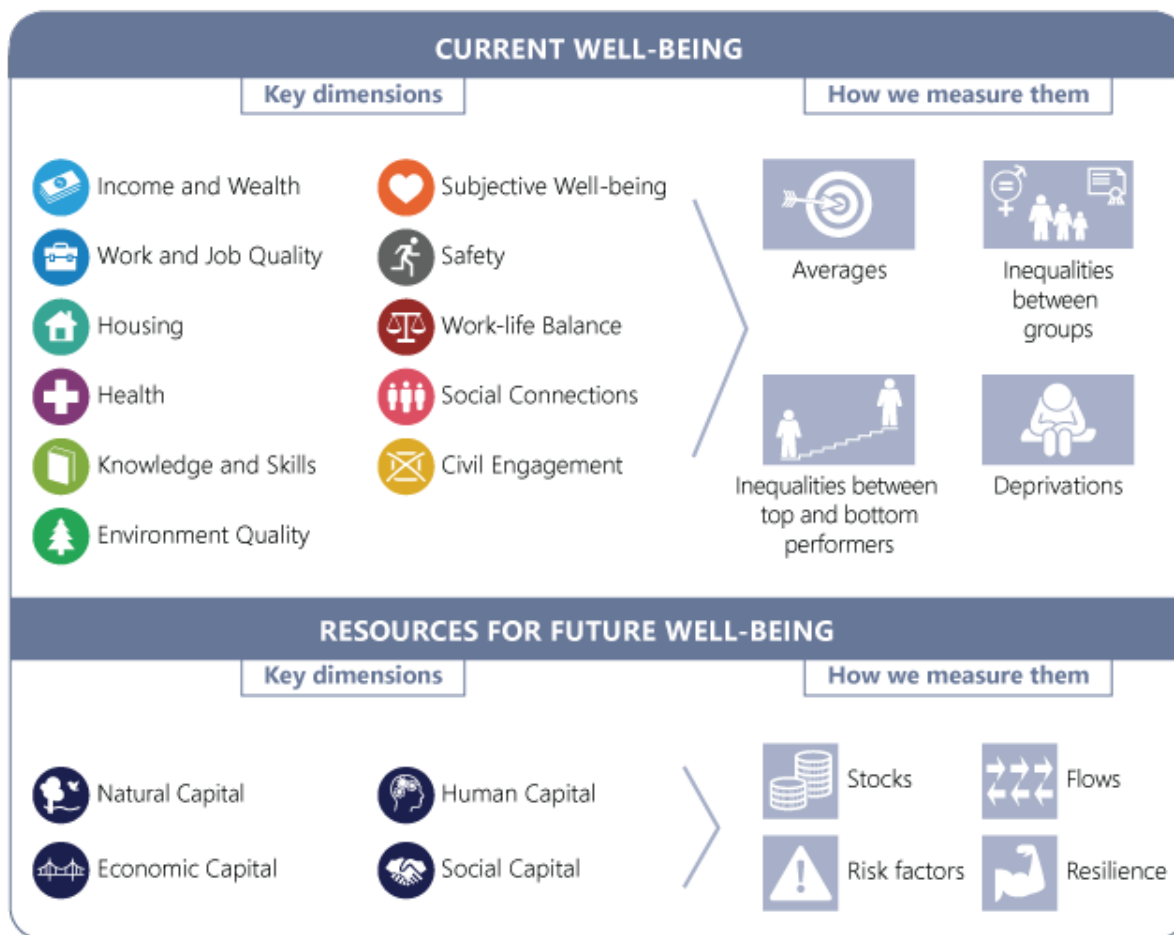 CURRENT WELL-BEING
Key dimensions
How we measure them
Income and Wealth
Work and Job Quality
Housing
Health
Knowledge and Skills
Environment Quality
Subjective Well-being
Safety
Work-life Balance
Social Connections
Civil Engagement
Averages
Inequalities
between
groups
Inequalities between
top and bottom
performers
Deprivations
RESOURCES FOR FUTURE WELL-BEING
Key dimensions
How we measure them
Natural Capital
Economic Capital
Human Capital
Social Capital
Stocks
Flows
Risk factors
Resilience